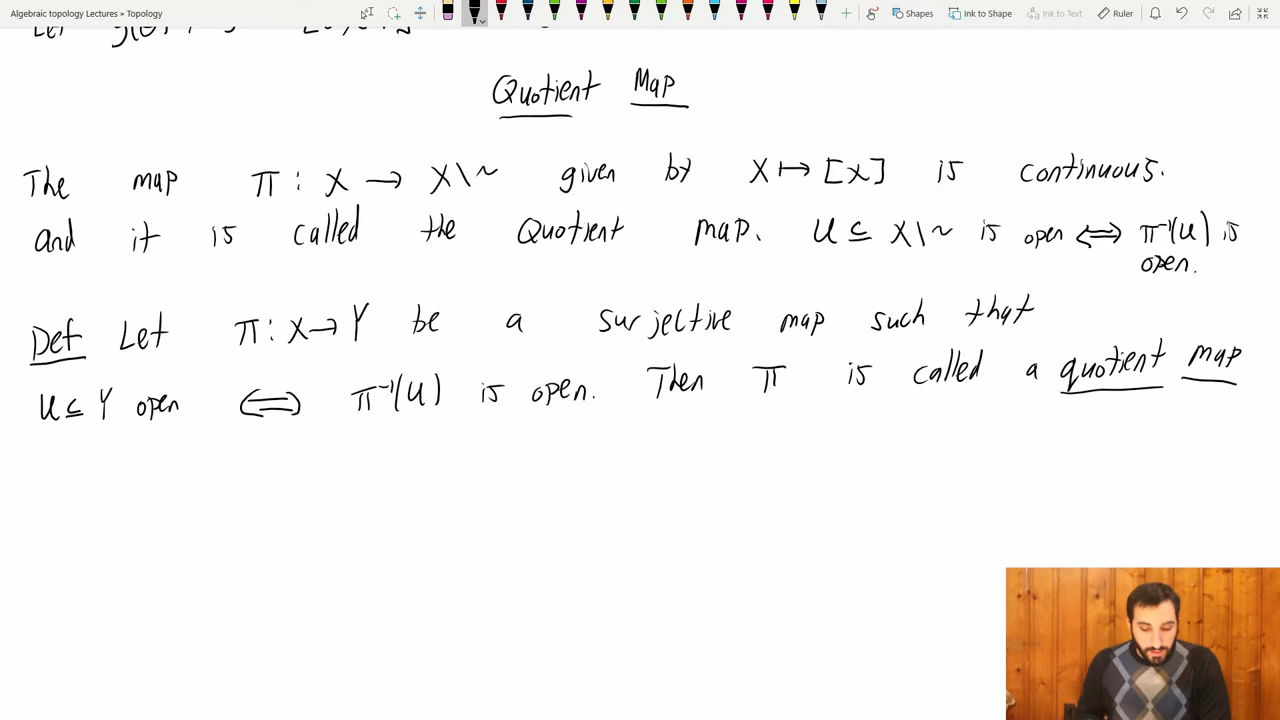 Algebraic topology Lectures » Topology
Shapes
Ink to Shape
Ink to Text
Ruler
Let
Quotient Map
The map π : X → X\~ given by X ↦ [x] is continuous.
and it is called the Quotient map. U ⊆ X\~ is open ⟺ π⁻¹(U) is
open.
Def Let π : X → Y be a surjective map such that
U ⊆ Y open ⟺ π⁻¹(U) is open. Then π is called a quotient map